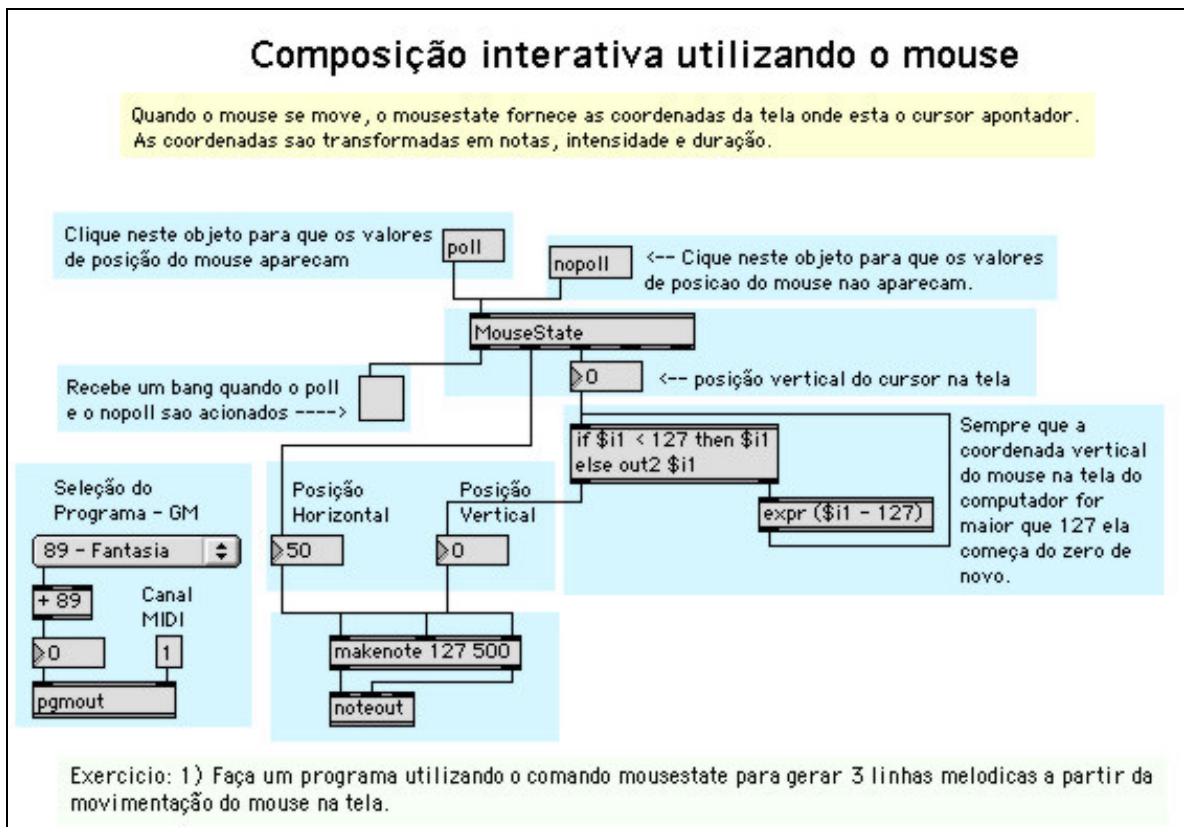 Composição interativa utilizando o mouse
Quando o mouse se move, o mousestate fornece as coordenadas da tela onde esta o cursor apontador.
As coordenadas sao transformadas em notas, intensidade e duração.
Clique neste objeto para que os valores
de posição do mouse aparecam
poll
nopoll
<-- Cique neste objeto para que os valores
de posicao do mouse nao aparecam.
MouseState
Recebe um bang quando o poll
e o nopoll sao acionados ---->
0
<-- posição vertical do cursor na tela
if $i1 < 127 then $i1
else out2 $i1
expr ($i1 - 127)
Sempre que a
coordenada vertical
do mouse na tela do
computador for
maior que 127 ela
começa do zero de
novo.
Seleção do
Programa - GM
89 - Fantasia
+ 89
Canal
MIDI
0
1
pgmout
Posição
Horizontal
50
Posição
Vertical
0
makenote 127 500
noteout
Exercicio: 1) Faça um programa utilizando o comando mousestate para gerar 3 linhas melodicas a partir da
movimentação do mouse na tela.